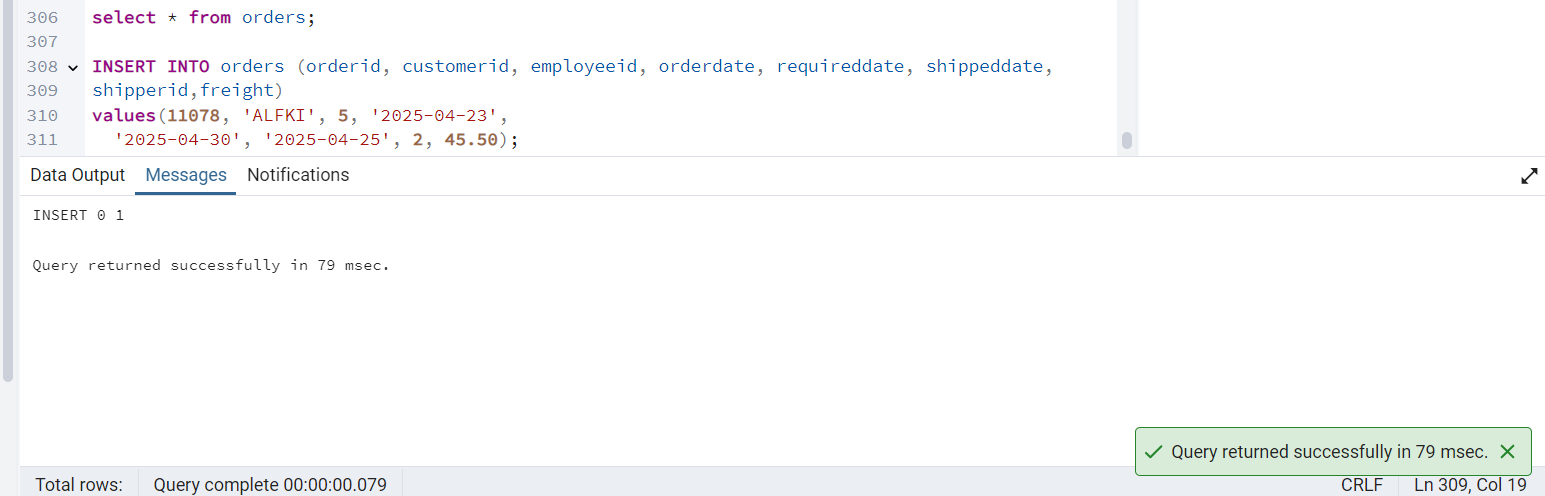 306 select * from orders;
307
308 INSERT INTO orders (orderid, customerid, employeeid, orderdate, requireddate, shippeddate,
309 shipperid,freight)
310 values(11078, 'ALFKI', 5, '2025-04-23',
311 '2025-04-30', '2025-04-25', 2, 45.50);
Data Output Messages Notifications
INSERT 0 1
Query returned successfully in 79 msec.
Query returned successfully in 79 msec.
Total rows: Query complete 00:00:00.079 CRLF Ln 309, Col 19